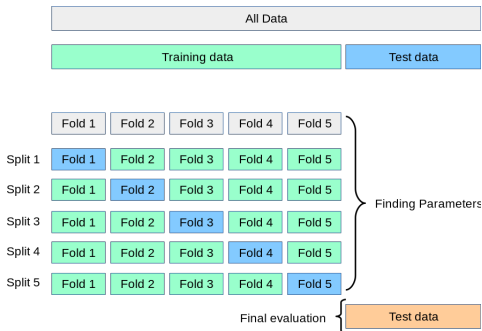 All Data
Training data Test data
Fold 1 Fold 2 Fold 3 Fold 4 Fold 5
Split 1 Fold 1 Fold 2 Fold 3 Fold 4 Fold 5
Split 2 Fold 1 Fold 2 Fold 3 Fold 4 Fold 5
Finding Parameters
Split 3 Fold 1 Fold 2 Fold 3 Fold 4 Fold 5
Split 4 Fold 1 Fold 2 Fold 3 Fold 4 Fold 5
Split 5 Fold 1 Fold 2 Fold 3 Fold 4 Fold 5
Final evaluation Test data